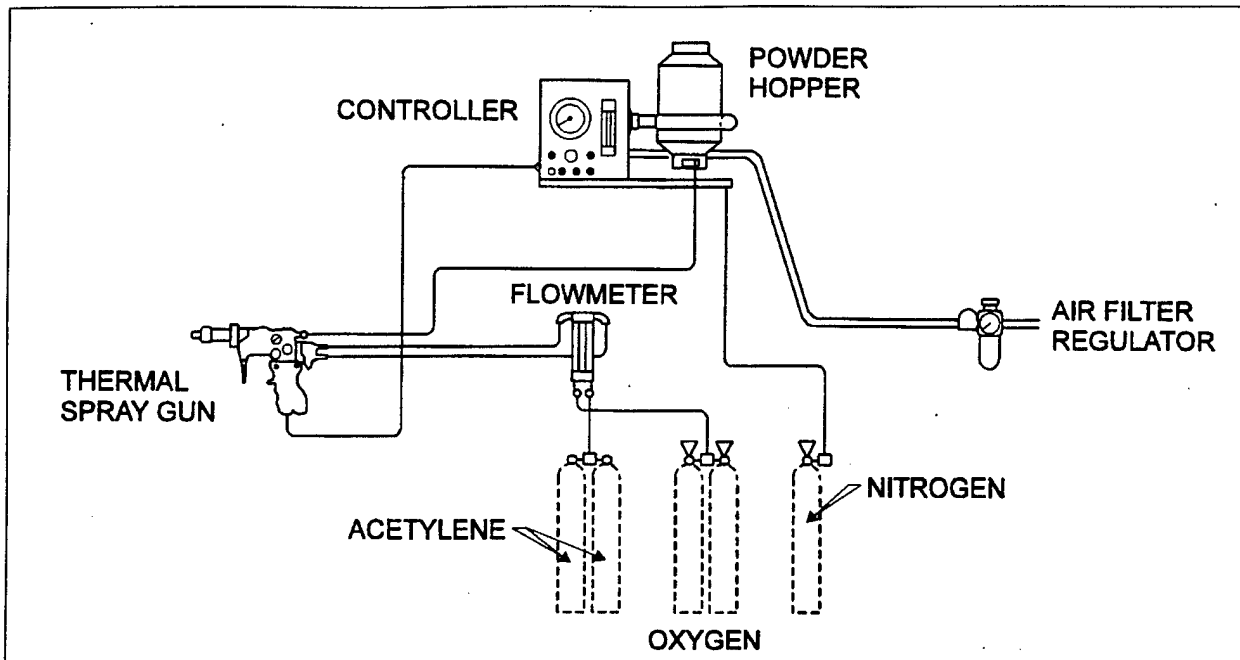 POWDER
HOPPER
CONTROLLER
FLOWMETER
AIR FILTER
REGULATOR
THERMAL
SPRAY GUN
NITROGEN
ACETYLENE
OXYGEN